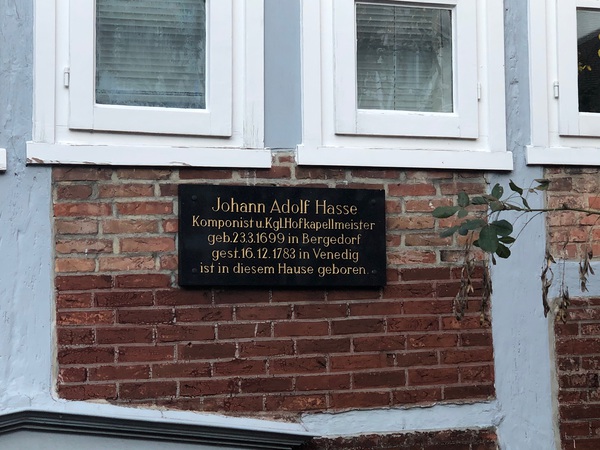 Johann Adolf Hasse
Komponist u. Kgl. Hofkapellmeister
geb. 23.3.1699 in Bergedorf
gest. 16.12.1783 in Venedig
ist in diesem Hause geboren.